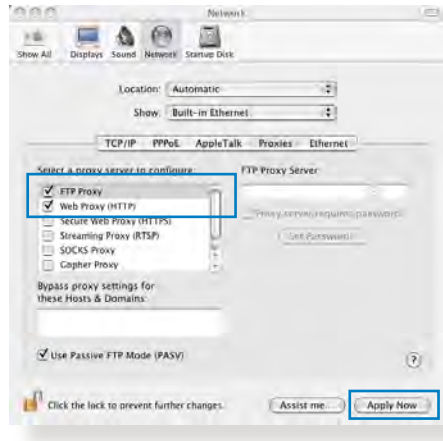 Network
Show All Displays Sound Network Startup Disk
Location: Automatic
Show: Built-in Ethernet
TCP/IP PPPoE AppleTalk Proxies Ethernet
Select a proxy server to configure: FTP Proxy Server
FTP Proxy
Web Proxy (HTTP)
Proxy server requires password
Secure Web Proxy (HTTPS)
Set Password
Streaming Proxy (RTSP)
SOCKS Proxy
Gopher Proxy
Bypass proxy settings for
these Hosts & Domains:
Use Passive FTP Mode (PASV)
?
Click the lock to prevent further changes. Assist me... Apply Now